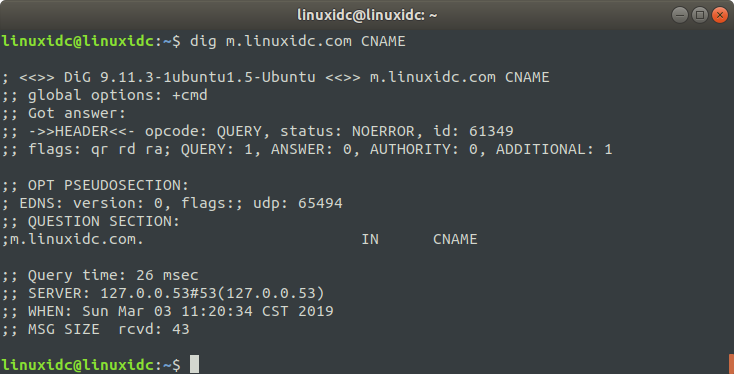 linuxidc@linuxidc: ~
linuxidc@linuxidc:~$ dig m.linuxidc.com CNAME
; <<>> DiG 9.11.3-1ubuntu1.5-Ubuntu <<>> m.linuxidc.com CNAME
;; global options: +cmd
;; Got answer:
;; ->>HEADER<<- opcode: QUERY, status: NOERROR, id: 61349
;; flags: qr rd ra; QUERY: 1, ANSWER: 0, AUTHORITY: 0, ADDITIONAL: 1
;; OPT PSEUDOSECTION:
; EDNS: version: 0, flags:; udp: 65494
;; QUESTION SECTION:
;m.linuxidc.com. IN CNAME
;; Query time: 26 msec
;; SERVER: 127.0.0.53#53(127.0.0.53)
;; WHEN: Sun Mar 03 11:20:34 CST 2019
;; MSG SIZE  rcvd: 43
linuxidc@linuxidc:~$